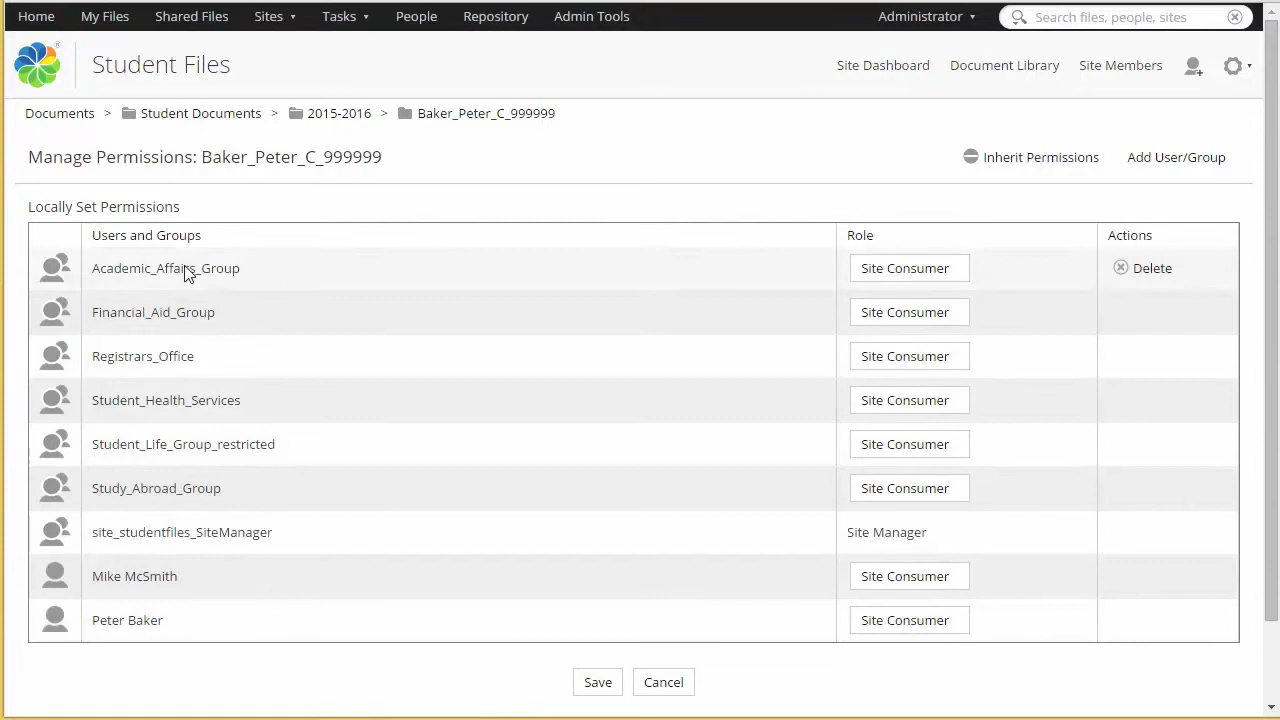 Home My Files Shared Files Sites Tasks People Repository Admin Tools Administrator Search files, people, sites
Student Files Site Dashboard Document Library Site Members
Documents > Student Documents > 2015-2016 > Baker_Peter_C_999999
Manage Permissions: Baker_Peter_C_999999 Inherit Permissions Add User/Group
Locally Set Permissions
Users and Groups Role Actions
Academic_Affairs_Group Site Consumer Delete
Financial_Aid_Group Site Consumer
Registrars_Office Site Consumer
Student_Health_Services Site Consumer
Student_Life_Group_restricted Site Consumer
Study_Abroad_Group Site Consumer
site_studentfiles_SiteManager Site Manager
Mike McSmith Site Consumer
Peter Baker Site Consumer
Save Cancel